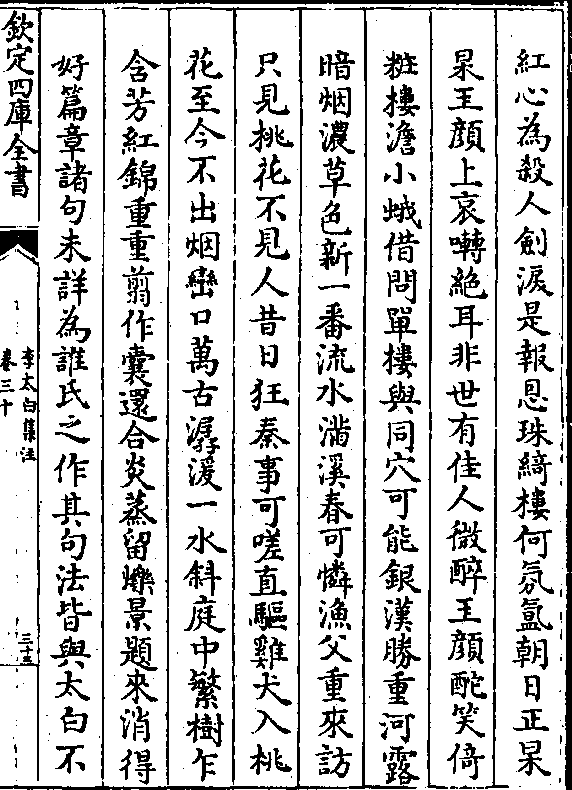 紅心為殺人劍淚是報恩珠綺樓何氛氳朝日正杲
杲玉顔上哀囀絶耳非世有佳人微醉玉顔酡笑倚
粧樓澹小蛾借問單樓與同穴可能銀漢勝重河露
暗烟濃草色新一番流水滿溪春可憐漁父重來訪
只見桃花不見人昔日狂秦事可嗟直驅雞犬入桃
花至今不出烟巒口萬古潺湲一水斜庭中繁樹乍
含芳紅錦重重翦作囊還合炎蒸留爍景題來消得
好篇章諸句未詳為誰氏之作其句法皆與太白不
欽定四庫全書
李太白集注
卷三十
三十三